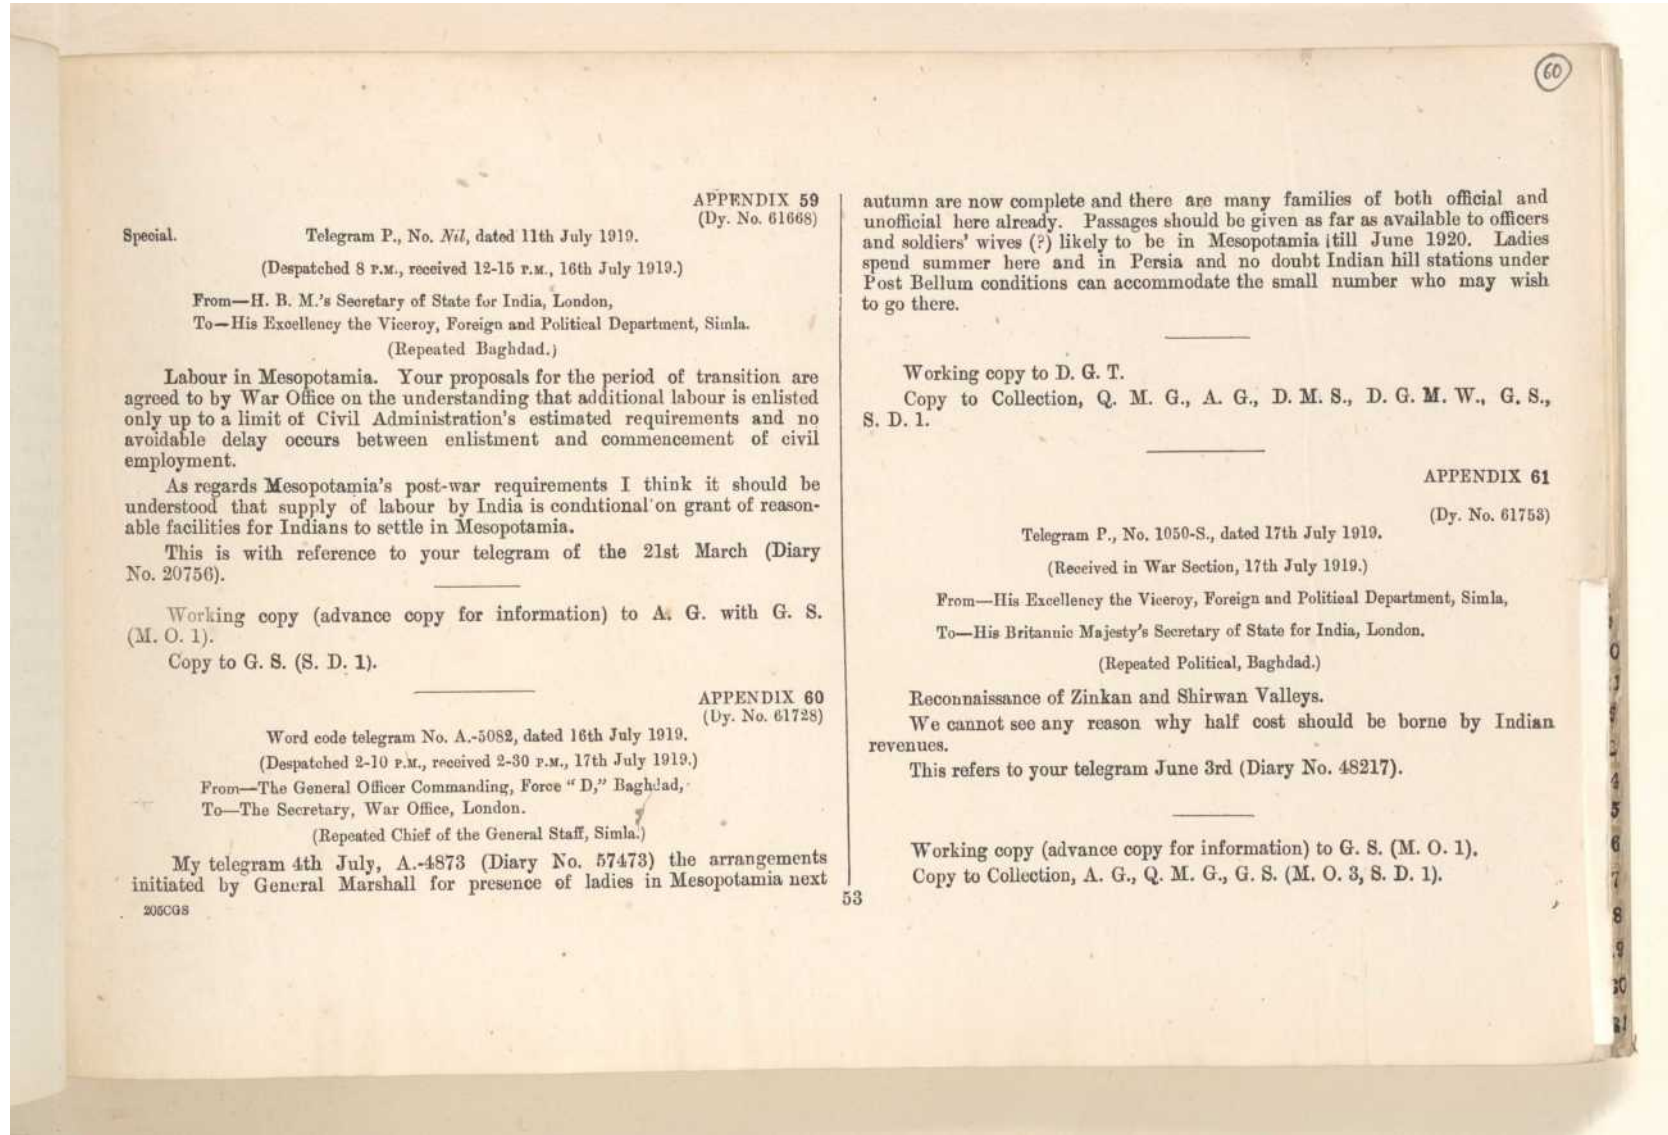 60
APPENDIX 59
(Dy. No. 61668)
Special.
Telegram P., No. Nil, dated 11th July 1919.
(Despatched 8 P.M., received 12-15 P.M., 16th July 1919.)
From—H. B. M.'s Secretary of State for India, London,
To—His Excellency the Viceroy, Foreign and Political Department, Simla.
(Repeated Baghdad.)
Labour in Mesopotamia. Your proposals for the period of transition are
agreed to by War Office on the understanding that additional labour is enlisted
only up to a limit of Civil Administration's estimated requirements and no
avoidable delay occurs between enlistment and commencement of civil
employment.
As regards Mesopotamia's post-war requirements I think it should be
understood that supply of labour by India is conditional on grant of reason-
able facilities for Indians to settle in Mesopotamia.
This is with reference to your telegram of the 21st March (Diary
No. 20756).
Working copy (advance copy for information) to A. G. with G. S.
(M. O. 1).
Copy to G. S. (S. D. 1).
APPENDIX 60
(Dy. No. 61728)
Word code telegram No. A.-5082, dated 16th July 1919.
(Despatched 2-10 P.M., received 2-30 P.M., 17th July 1919.)
From—The General Officer Commanding, Force "D," Baghdad,
To—The Secretary, War Office, London.
(Repeated Chief of the General Staff, Simla.)
My telegram 4th July, A.-4873 (Diary No. 57473) the arrangements
initiated by General Marshall for presence of ladies in Mesopotamia next
205CGS
autumn are now complete and there are many families of both official and
unofficial here already. Passages should be given as far as available to officers
and soldiers' wives (?) likely to be in Mesopotamia till June 1920. Ladies
spend summer here and in Persia and no doubt Indian hill stations under
Post Bellum conditions can accommodate the small number who may wish
to go there.
Working copy to D. G. T.
Copy to Collection, Q. M. G., A. G., D. M. S., D. G. M. W., G. S.,
S. D. 1.
APPENDIX 61
(Dy. No. 61753)
Telegram P., No. 1050-S., dated 17th July 1919.
(Received in War Section, 17th July 1919.)
From—His Excellency the Viceroy, Foreign and Political Department, Simla,
To—His Britannic Majesty's Secretary of State for India, London.
(Repeated Political, Baghdad.)
Reconnaissance of Zinkan and Shirwan Valleys.
We cannot see any reason why half cost should be borne by Indian
revenues.
This refers to your telegram June 3rd (Diary No. 48217).
Working copy (advance copy for information) to G. S. (M. O. 1).
Copy to Collection, A. G., Q. M. G., G. S. (M. O. 3, S. D. 1).
53